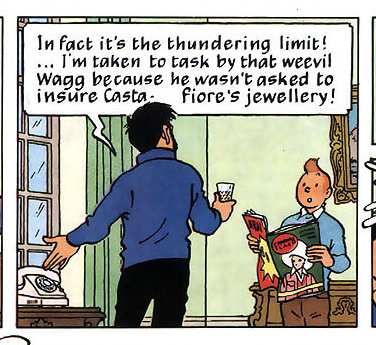 In fact it's the thundering limit!
... I'm taken to task by that weevil
Wagg because he wasn't asked to
insure Casta- fiore's jewellery!